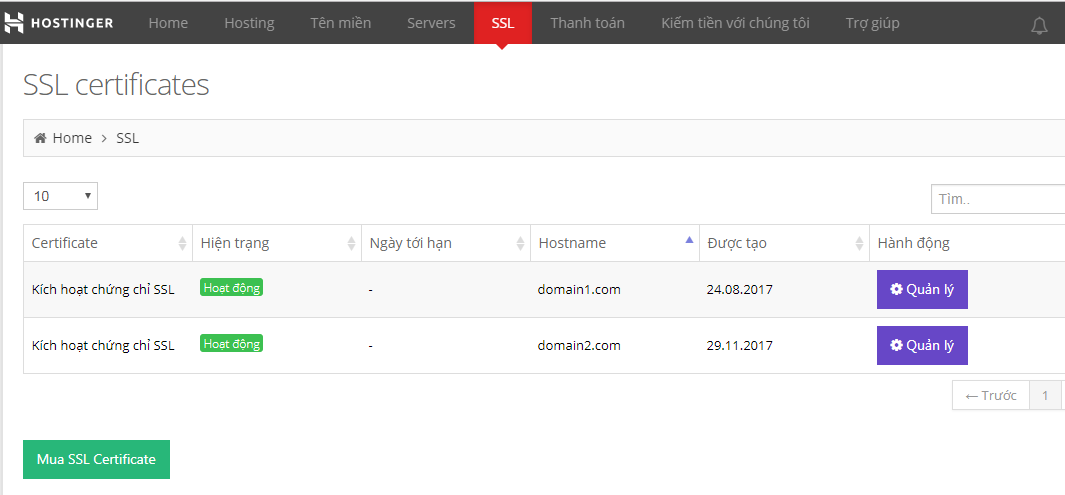 HOSTINGER Home Hosting Tên miền Servers SSL Thanh toán Kiếm tiền với chúng tôi Trợ giúp
SSL certificates
Home > SSL
10
Tìm..
Certificate Hiện trạng Ngày tới hạn Hostname Được tạo Hành động
Kích hoạt chứng chỉ SSL Hoạt động - domain1.com 24.08.2017 Quản lý
Kích hoạt chứng chỉ SSL Hoạt động - domain2.com 29.11.2017 Quản lý
← Trước 1
Mua SSL Certificate